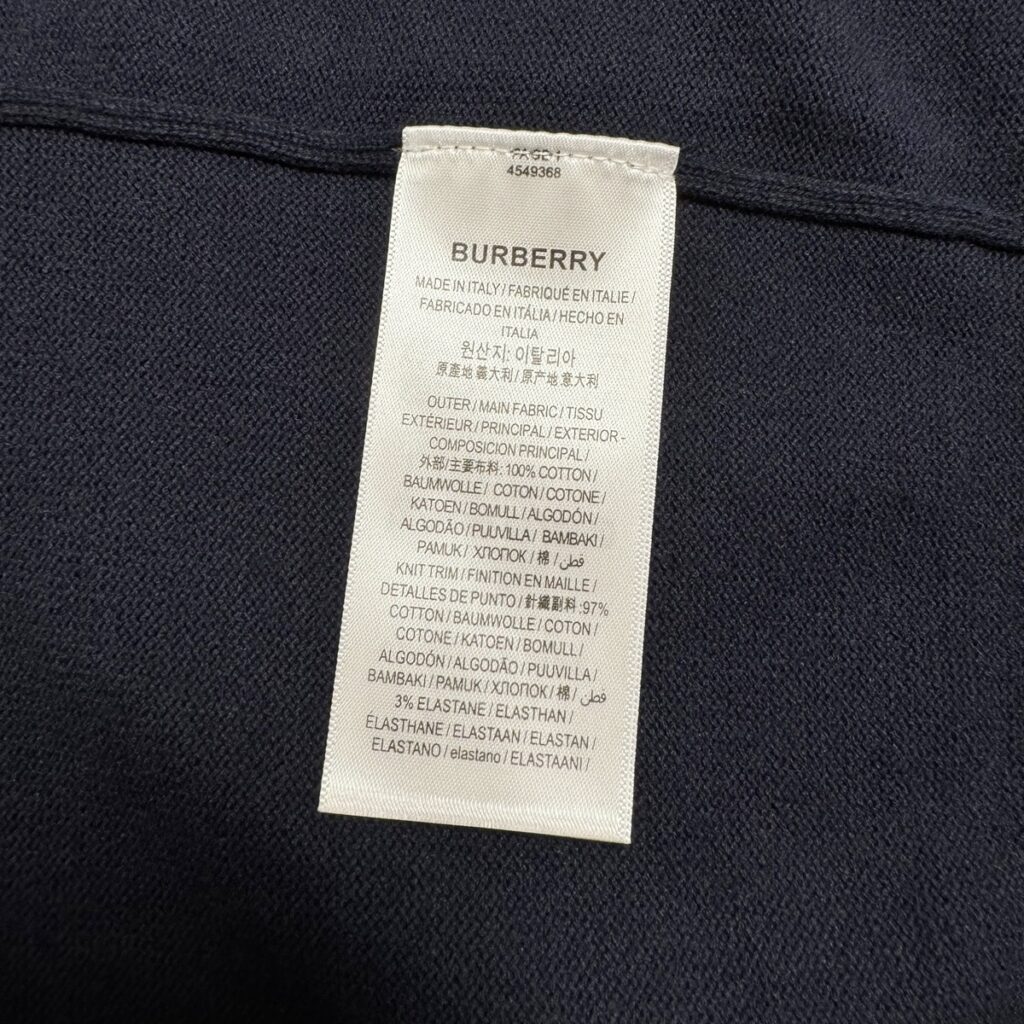 PAGE 1
4549368
BURBERRY
MADE IN ITALY / FABRIQUÉ EN ITALIE /
FABRICADO EN ITÁLIA / HECHO EN
ITALIA
원산지: 이탈리아
原產地 義大利 / 原产地 意大利
OUTER / MAIN FABRIC / TISSU
EXTÉRIEUR / PRINCIPAL / EXTERIOR -
COMPOSICION PRINCIPAL /
外部/主要布料: 100% COTTON /
BAUMWOLLE / COTON / COTONE /
KATOEN / BOMULL / ALGODÓN /
ALGODÃO / PUUVILLA / BAMBAKI /
PAMUK / ХЛОПОК / 棉 / قطن /
KNIT TRIM / FINITION EN MAILLE /
DETALLES DE PUNTO / 針織副料 :97%
COTTON / BAUMWOLLE / COTON /
COTONE / KATOEN / BOMULL /
ALGODÓN / ALGODÃO / PUUVILLA /
BAMBAKI / PAMUK / ХЛОПОК / 棉 / قطن /
3% ELASTANE / ELASTHAN /
ÉLASTHANE / ELASTAAN / ELASTAN /
ELASTANO / elastano / ELASTAANI /